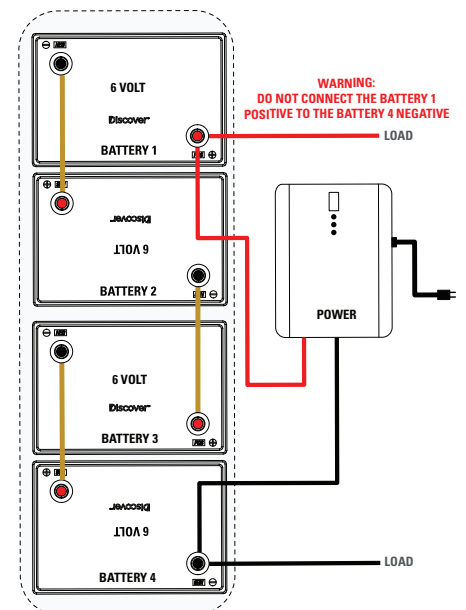 6 VOLT
Discover
BATTERY 1
WARNING:
DO NOT CONNECT THE BATTERY 1
POSITIVE TO THE BATTERY 4 NEGATIVE
LOAD
Discover
6 VOLT
BATTERY 2
POWER
6 VOLT
Discover
BATTERY 3
Discover
6 VOLT
BATTERY 4
LOAD